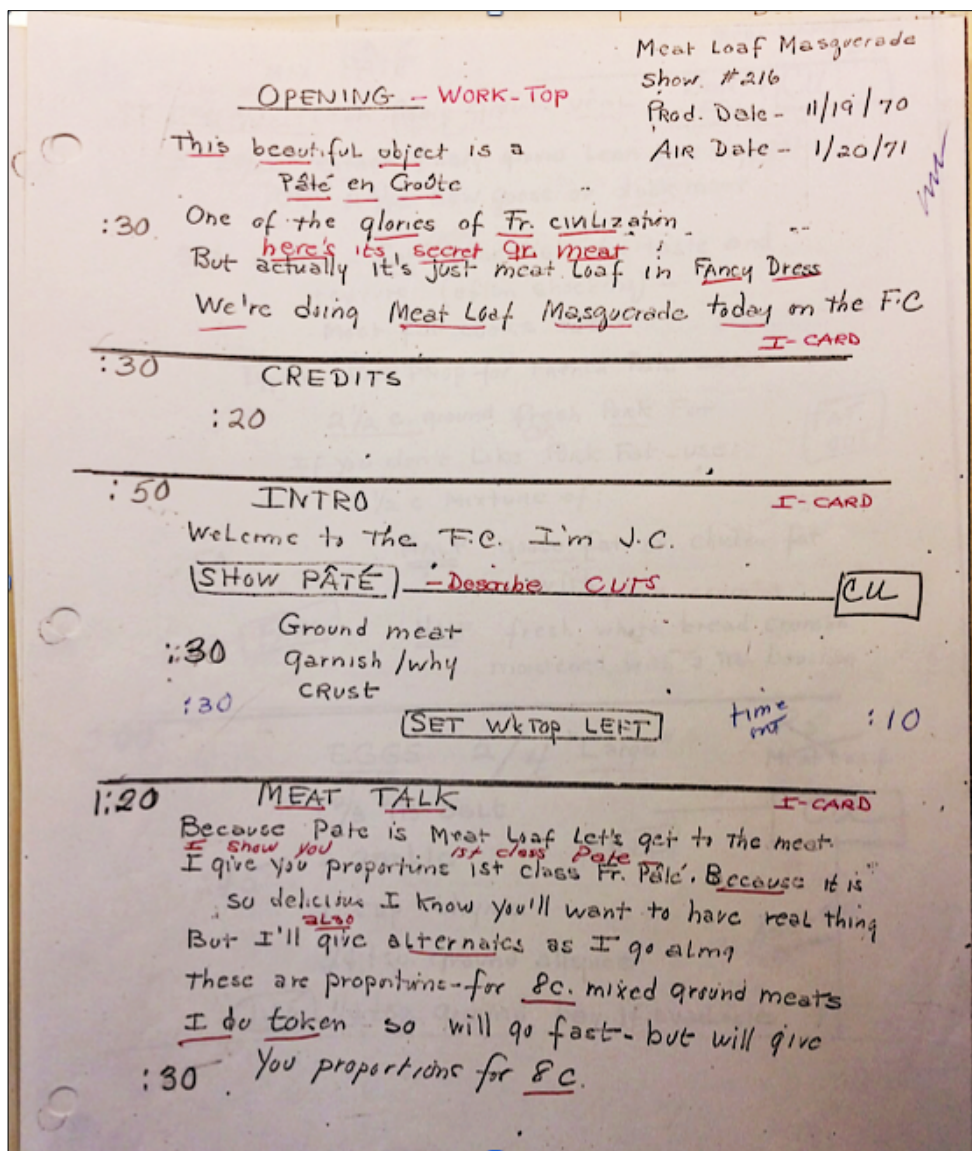 Meat Loaf Masquerade
Show #216
Prod. Date - 11/19/70
AIR Date - 1/20/71
OPENING - WORK-TOP
This beautiful object is a
Pâté en Croûte
:30 One of the glories of Fr. civilization
here's its secret gr. meat
But actually it's just meat Loaf in FAncy Dress
We're doing Meat Loaf Masquerade today on the F.C
I-CARD
:30 CREDITS
:20
:50 INTRO I-CARD
Welcome to The F.C. I'm J.C.
SHOW PÂTÉ - Describe CUTS CU
Ground meat
:30 garnish/why
CRUST
:30
SET WkTop LEFT time :10
1:20 MEAT TALK I-CARD
Because Pate is Meat Loaf Let's get to the meat.
I show you 1st class Pate
I give you proportions 1st class Fr. Pâté. Because it is
so delicious I know you'll want to have real thing
also
But I'll give alternates as I go along
These are proportions-for 8c. mixed ground meats
I do token so will go fast- but will give
:30 You proportions for 8c.